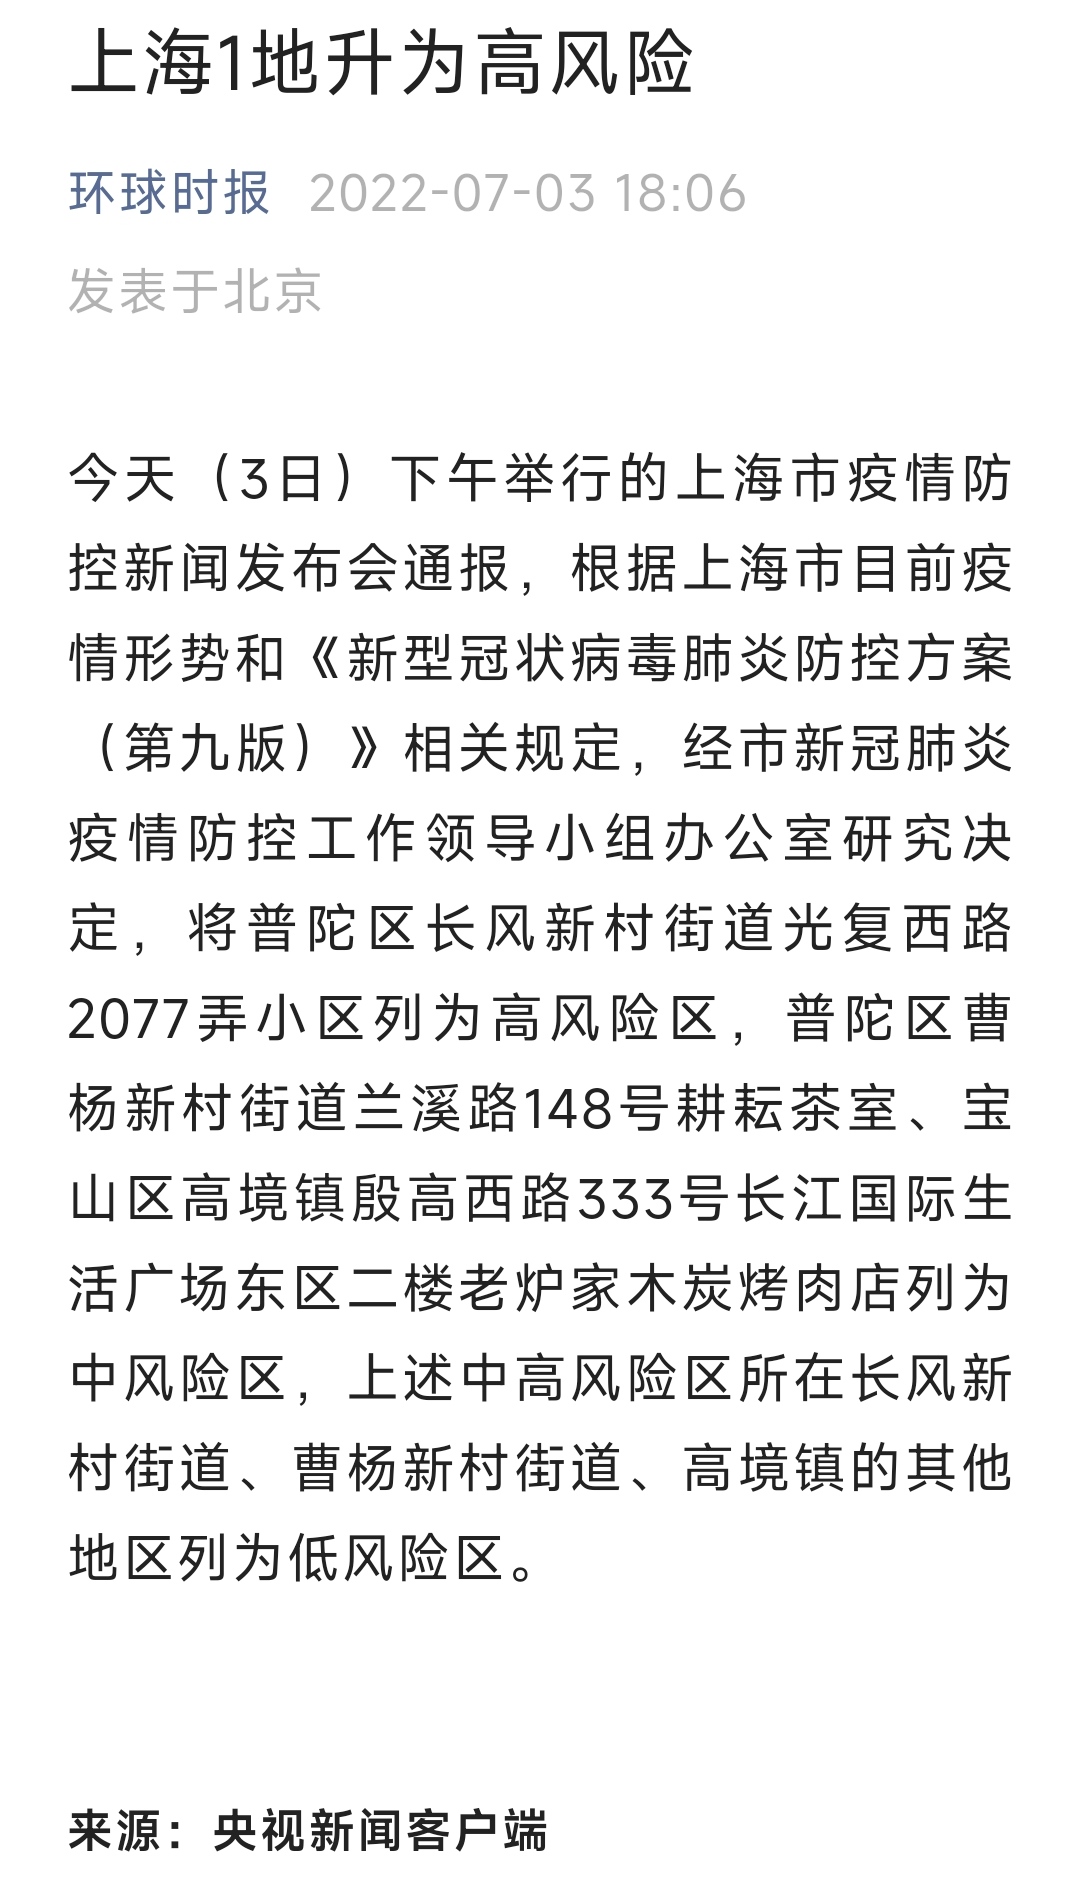 上海1地升为高风险
环球时报 2022-07-03 18:06
发表于北京
今天（3日）下午举行的上海市疫情防
控新闻发布会通报，根据上海市目前疫
情形势和《新型冠状病毒肺炎防控方案
（第九版）》相关规定，经市新冠肺炎
疫情防控工作领导小组办公室研究决
定，将普陀区长风新村街道光复西路
2077弄小区列为高风险区，普陀区曹
杨新村街道兰溪路148号耕耘茶室、宝
山区高境镇殷高西路333号长江国际生
活广场东区二楼老炉家木炭烤肉店列为
中风险区，上述中高风险区所在长风新
村街道、曹杨新村街道、高境镇的其他
地区列为低风险区。
来源：央视新闻客户端